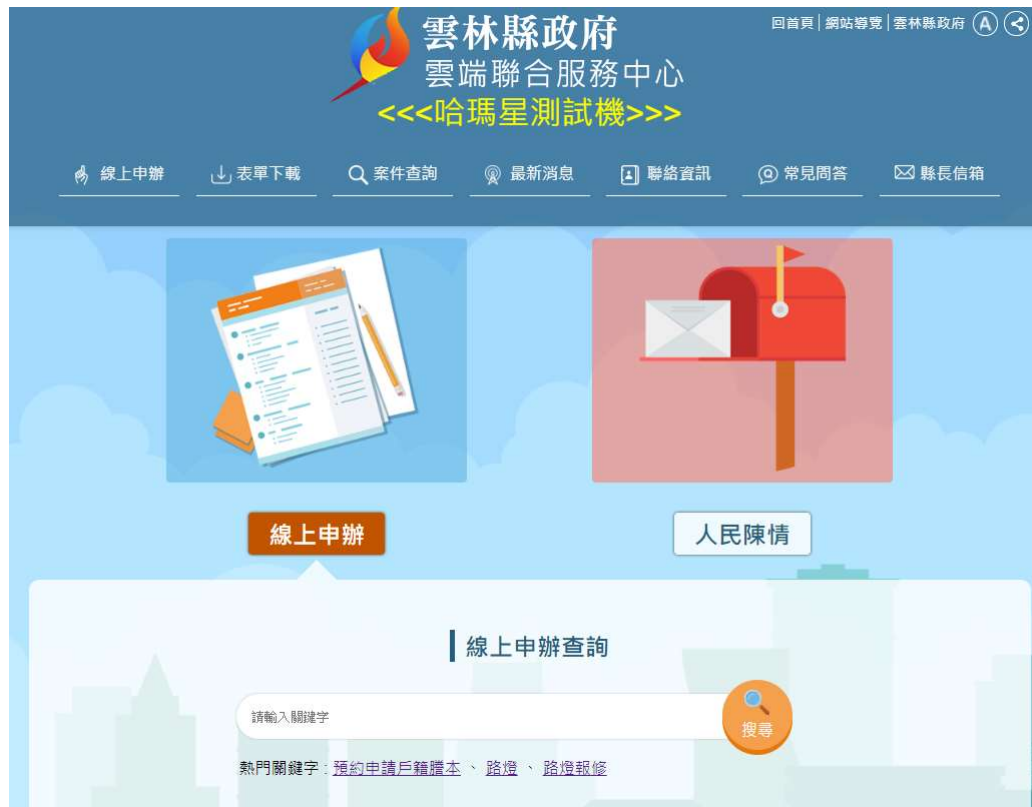 雲林縣政府
雲端聯合服務中心
<<<哈瑪星測試機>>>
回首頁 | 網站導覽 | 雲林縣政府 A
線上申辦 表單下載 案件查詢 最新消息 聯絡資訊 常見問答 縣長信箱
線上申辦
人民陳情
線上申辦查詢
請輸入關鍵字
搜尋
熱門關鍵字 : 預約申請戶籍謄本 、 路燈 、 路燈報修